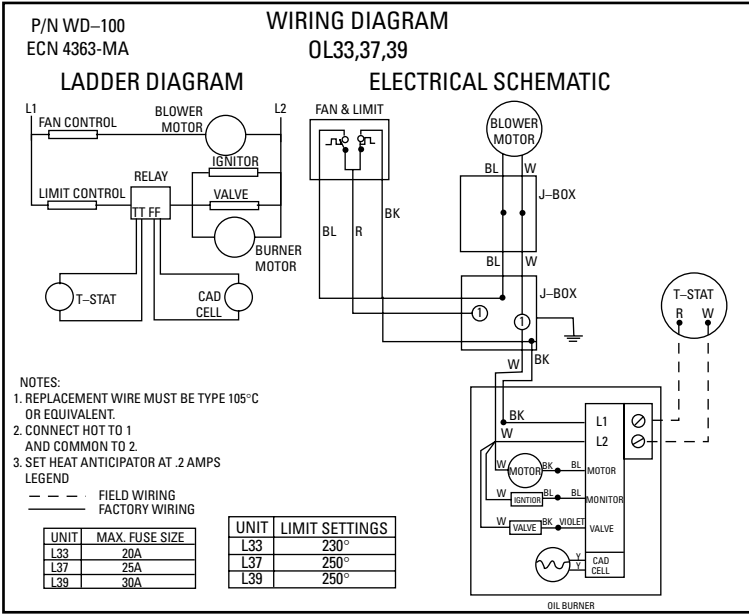 P/N WD–100
ECN 4363-MA
WIRING DIAGRAM
OL33,37,39
LADDER DIAGRAM
L1
FAN CONTROL
BLOWER
MOTOR
L2
IGNITOR
RELAY
LIMIT CONTROL
VALVE
TT FF
BURNER
MOTOR
T–STAT
CAD
CELL
ELECTRICAL SCHEMATIC
FAN & LIMIT
BLOWER
MOTOR
BL W
J–BOX
BL R BK
BL W
J–BOX
1
1
W BK
T–STAT
R W
BK
L1
W
L2
W MOTOR BK BL MOTOR
W IGNTIOR BL BL MONITOR
W VALVE BK VIOLET VALVE
Y
Y
CAD
CELL
OIL BURNER
NOTES:
1. REPLACEMENT WIRE MUST BE TYPE 105°C
OR EQUIVALENT.
2. CONNECT HOT TO 1
AND COMMON TO 2.
3. SET HEAT ANTICIPATOR AT .2 AMPS
LEGEND
FIELD WIRING
FACTORY WIRING
UNIT MAX. FUSE SIZE
L33 20A
L37 25A
L39 30A
UNIT LIMIT SETTINGS
L33 230°
L37 250°
L39 250°